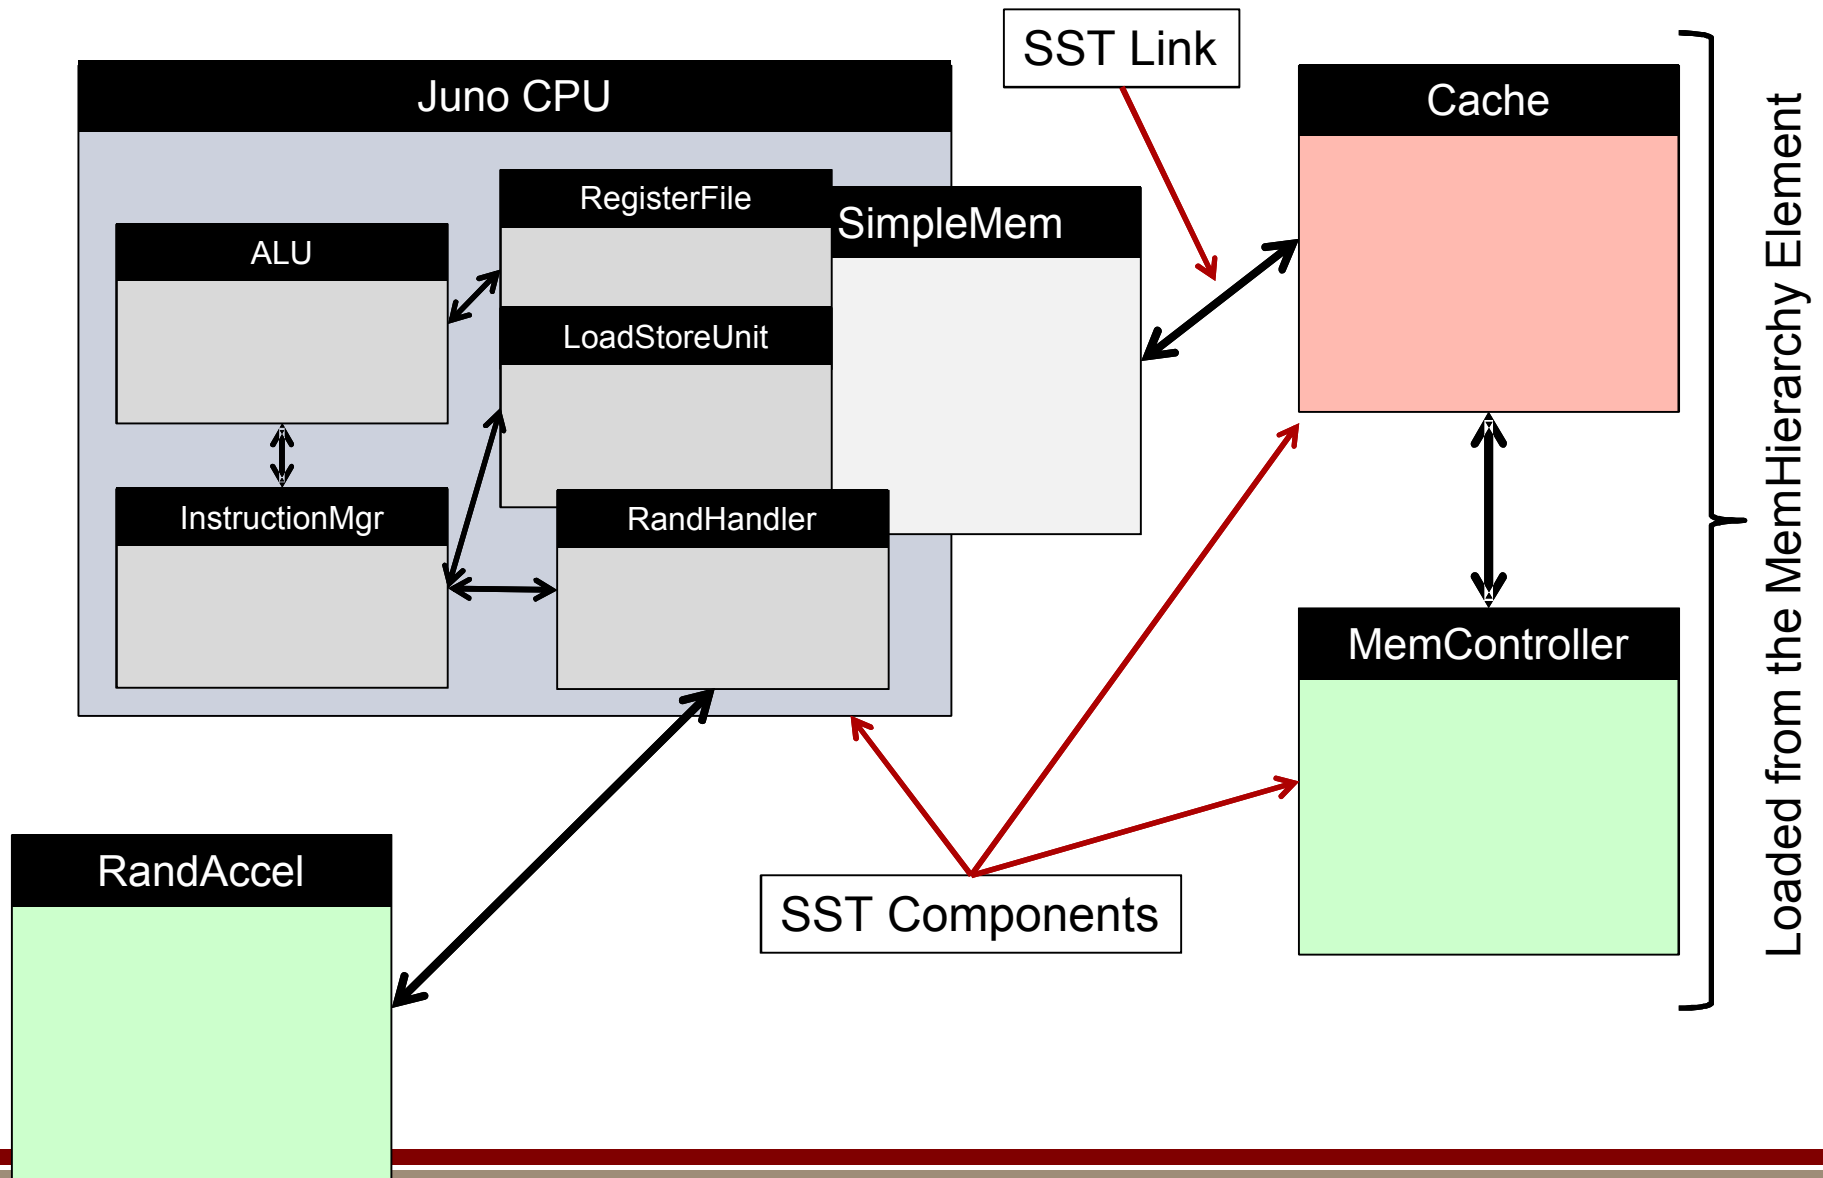 SST Link
Juno CPU
Cache
RegisterFile
SimpleMem
ALU
LoadStoreUnit
InstructionMgr
RandHandler
MemController
RandAccel
SST Components
Loaded from the MemHierarchy Element